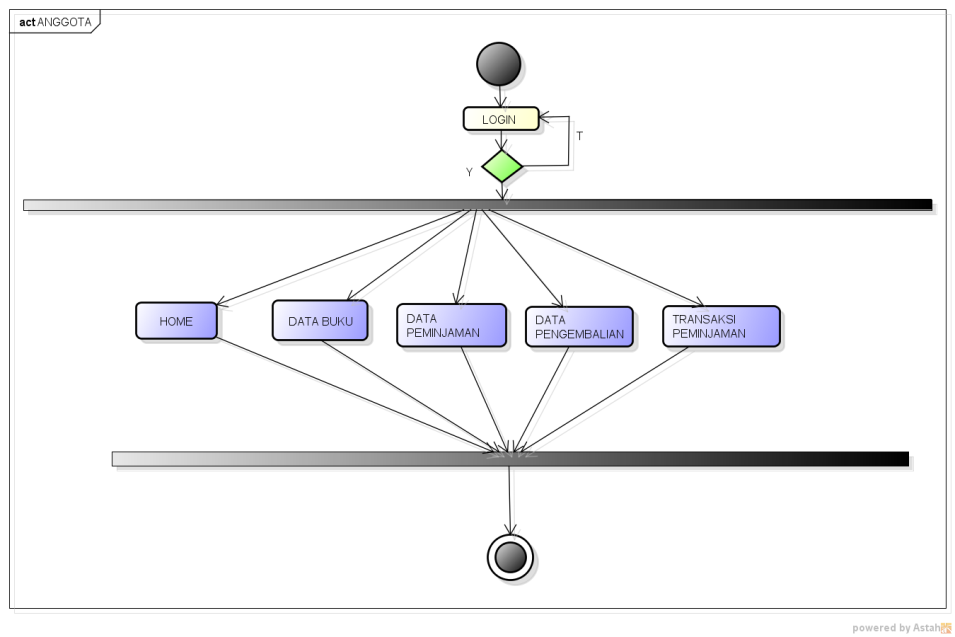 act ANGGOTA
LOGIN
T
Y
HOME
DATA BUKU
DATA
PEMINJAMAN
DATA
PENGEMBALIAN
TRANSAKSI
PEMINJAMAN
powered by Astah